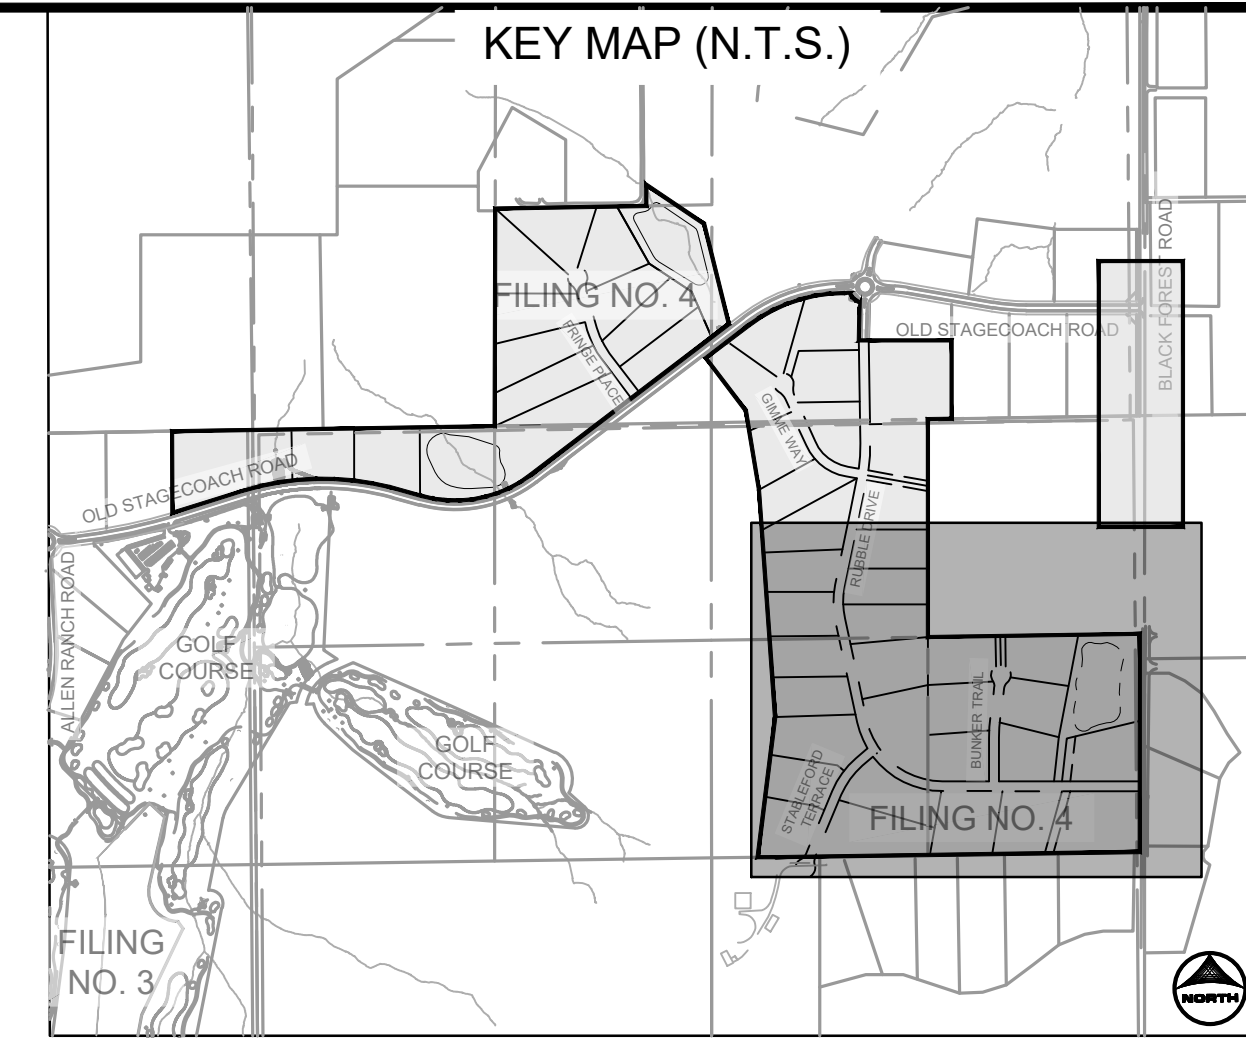 KEY MAP (N.T.S.)
BLACK FOREST ROAD
FILING NO. 4
OLD STAGECOACH ROAD
FRINGE PLACE
GIMME WAY
OLD STAGECOACH ROAD
RUBBLE DRIVE
ALLEN RANCH ROAD
GOLF
COURSE
BUNKER TRAIL
GOLF
COURSE
STABLEFORD
TERRACE
FILING NO. 4
FILING
NO. 3
NORTH